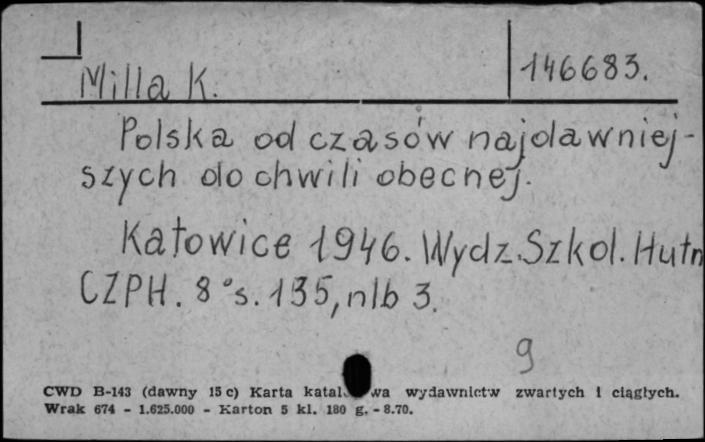 Milla K.
146683.
Polska od czasów najdawniej-
szych do chwili obecnej.
Katowice 1946. Wydz. Szkol. Hutn
CZPH. 8° s. 135, nlb 3.
9
CWD B-143 (dawny 15 c) Karta wydawnictw zwartych i ciągłych.
Wrak 674 - 1.625.000 - Karton 5 kl. 180 g. - 8.70.